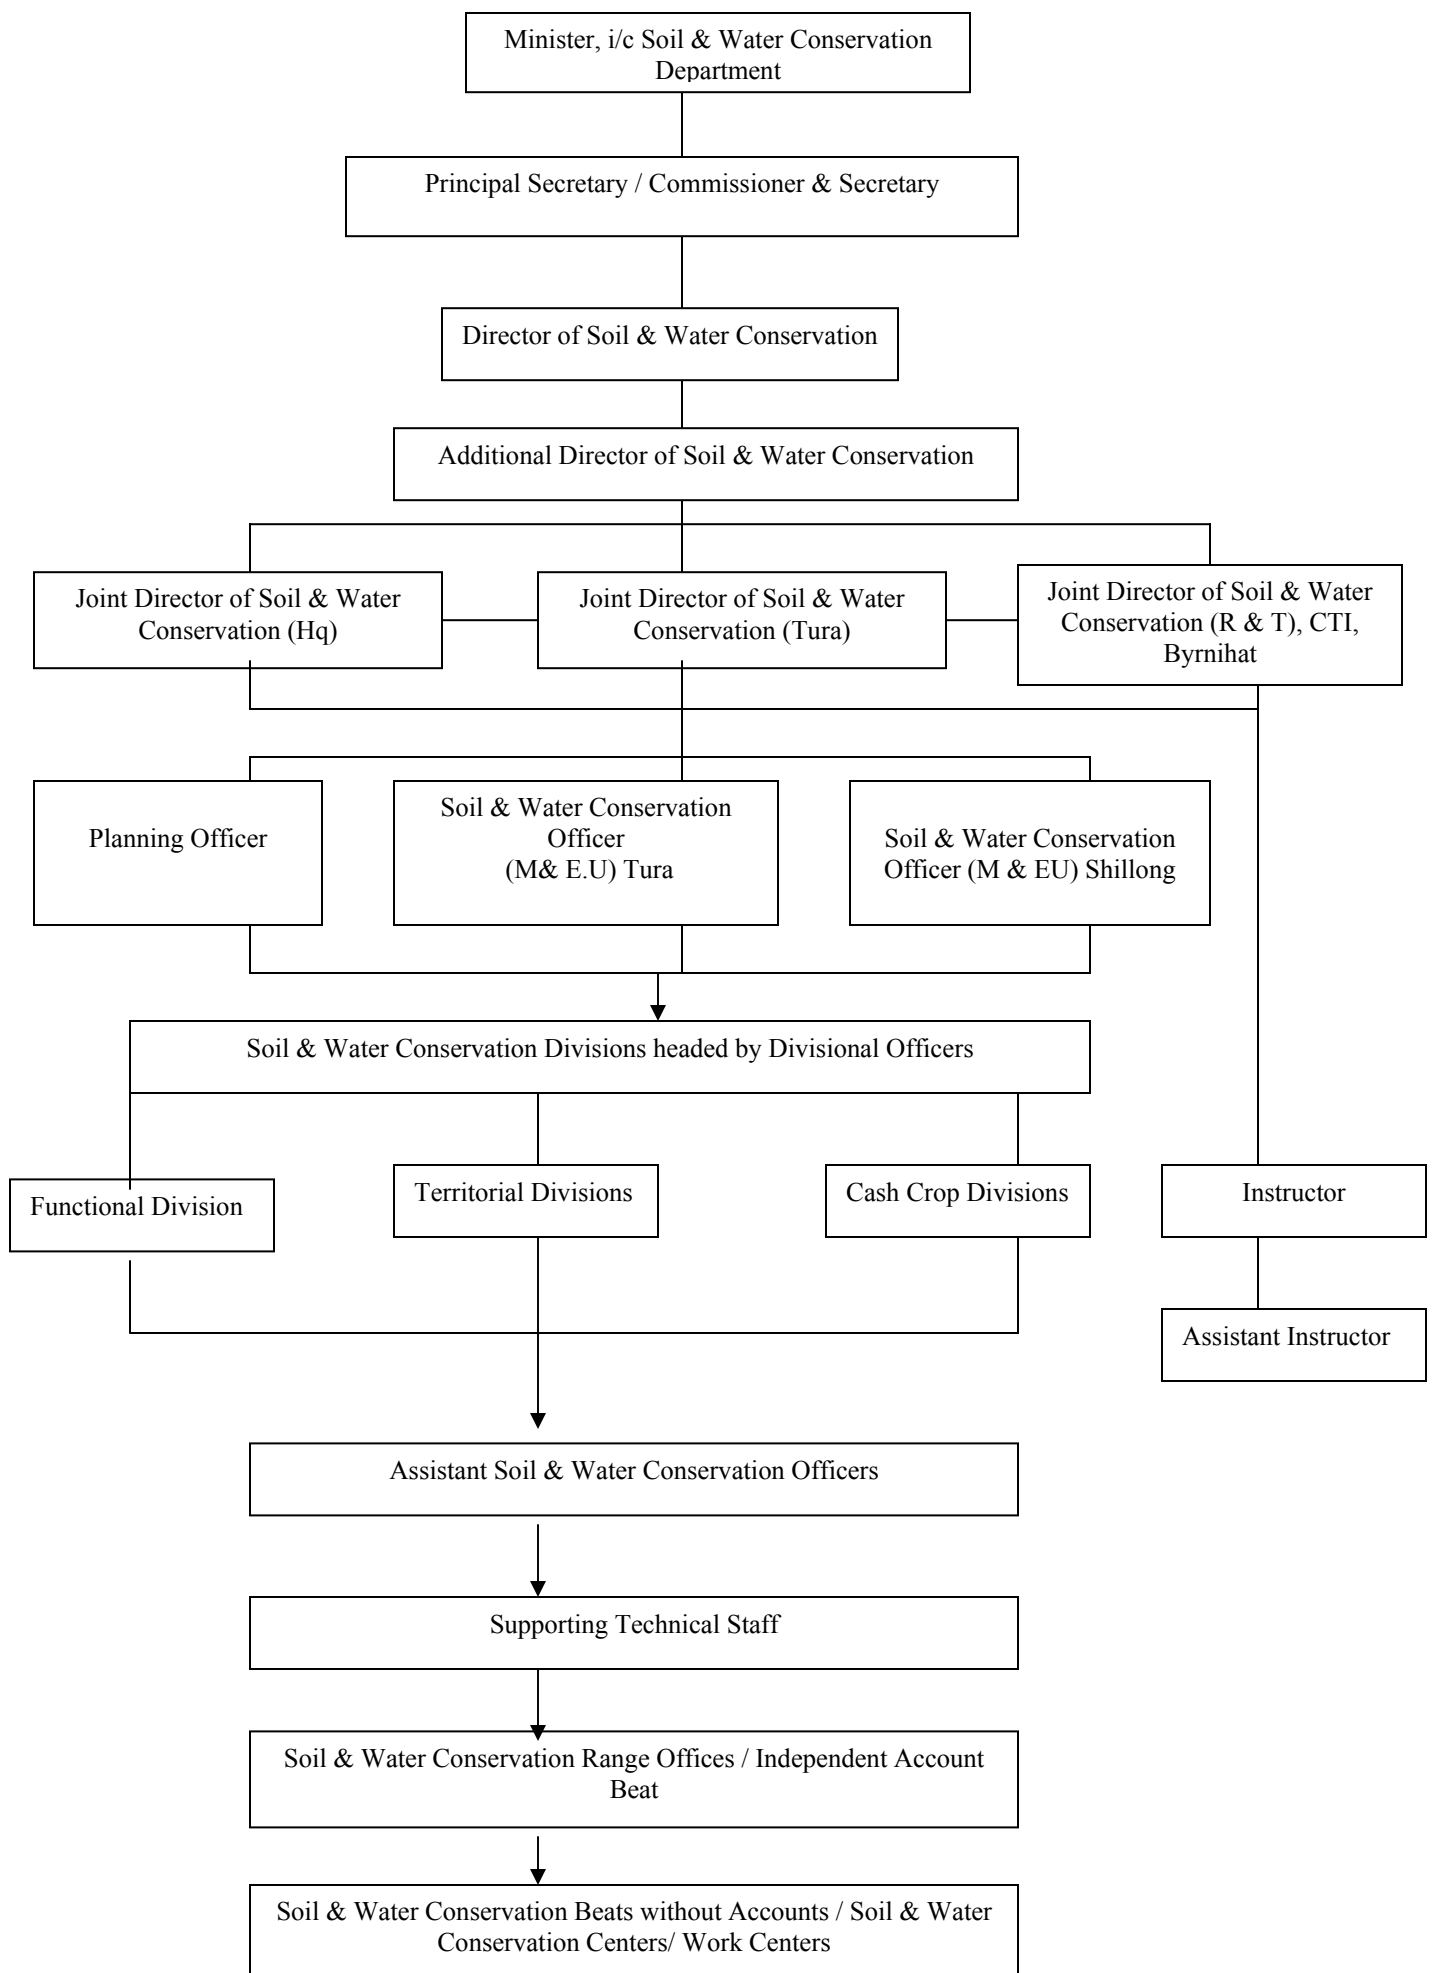 Minister, i/c Soil & Water Conservation
Department
Principal Secretary / Commissioner & Secretary
Director of Soil & Water Conservation
Additional Director of Soil & Water Conservation
Joint Director of Soil & Water
Conservation (Hq)
Joint Director of Soil & Water
Conservation (Tura)
Joint Director of Soil & Water
Conservation (R & T), CTI,
Byrnihat
Planning Officer
Soil & Water Conservation
Officer
(M& E.U) Tura
Soil & Water Conservation
Officer (M & EU) Shillong
Soil & Water Conservation Divisions headed by Divisional Officers
Functional Division
Territorial Divisions
Cash Crop Divisions
Instructor
Assistant Instructor
Assistant Soil & Water Conservation Officers
Supporting Technical Staff
Soil & Water Conservation Range Offices / Independent Account
Beat
Soil & Water Conservation Beats without Accounts / Soil & Water
Conservation Centers/ Work Centers